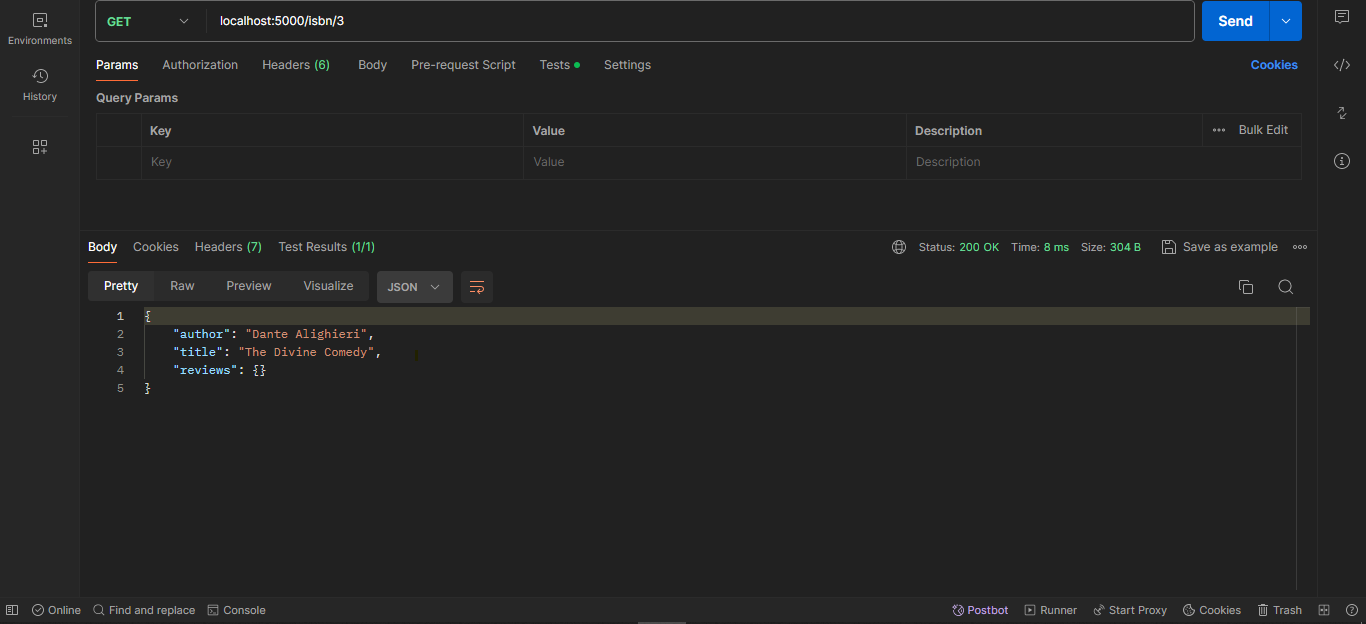 GET localhost:5000/isbn/3 Send
Environments
History
Params Authorization Headers (6) Body Pre-request Script Tests Settings Cookies
Query Params
Key Value Description Bulk Edit
Key Value Description
Body Cookies Headers (7) Test Results (1/1) Status: 200 OK Time: 8 ms Size: 304 B Save as example
Pretty Raw Preview Visualize JSON
1 {
2 "author": "Dante Alighieri",
3 "title": "The Divine Comedy",
4 "reviews": {}
5 }
Online Find and replace Console Postbot Runner Start Proxy Cookies Trash